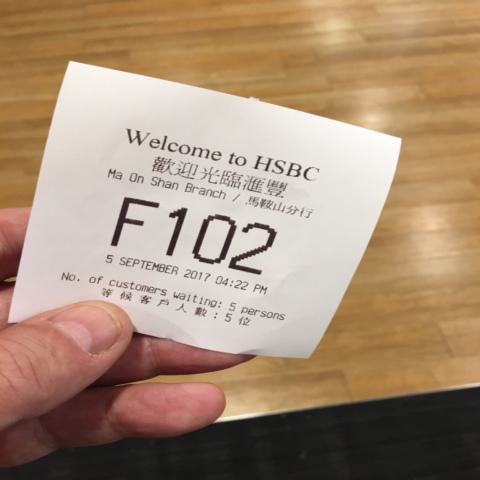 Welcome to HSBC
歡迎光臨滙豐
Ma On Shan Branch / 馬鞍山分行
F102
5 SEPTEMBER 2017 04:22 PM
No. of customers waiting: 5 persons
等候客戶人數：5 位